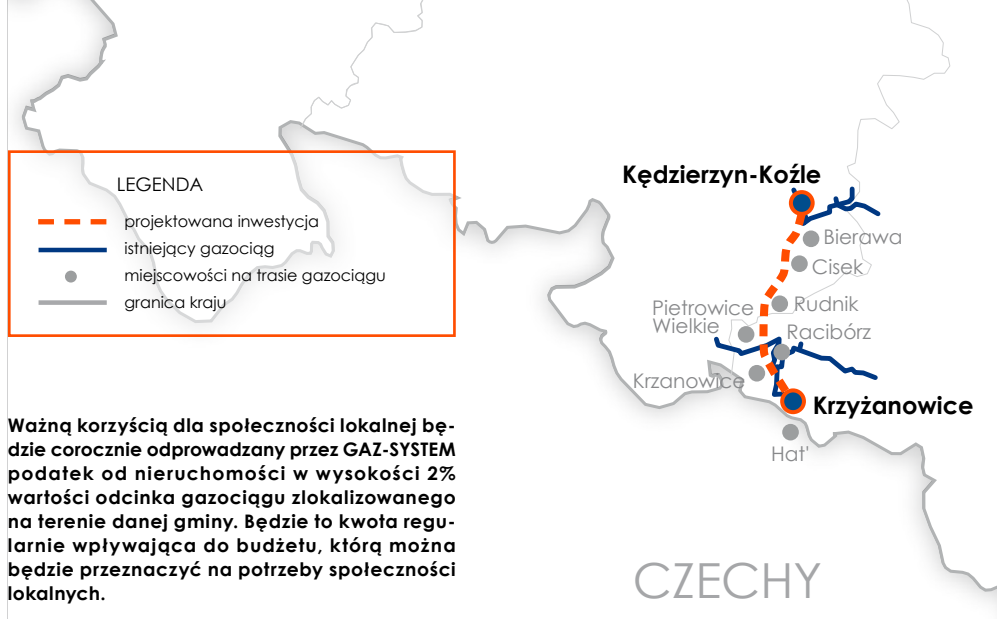 LEGENDA
projektowana inwestycja
istniejący gazociąg
miejscowości na trasie gazociągu
granica kraju
Ważną korzyścią dla społeczności lokalnej bę-
dzie corocznie odprowadzany przez GAZ-SYSTEM
podatek od nieruchomości w wysokości 2%
wartości odcinka gazociągu zlokalizowanego
na terenie danej gminy. Będzie to kwota regu-
larnie wpływająca do budżetu, którą można
będzie przeznaczyć na potrzeby społeczności
lokalnych.
Kędzierzyn-Koźle
Bierawa
Cisek
Rudnik
Pietrowice
Wielkie
Racibórz
Krzanowice
Krzyżanowice
Hat'
CZECHY